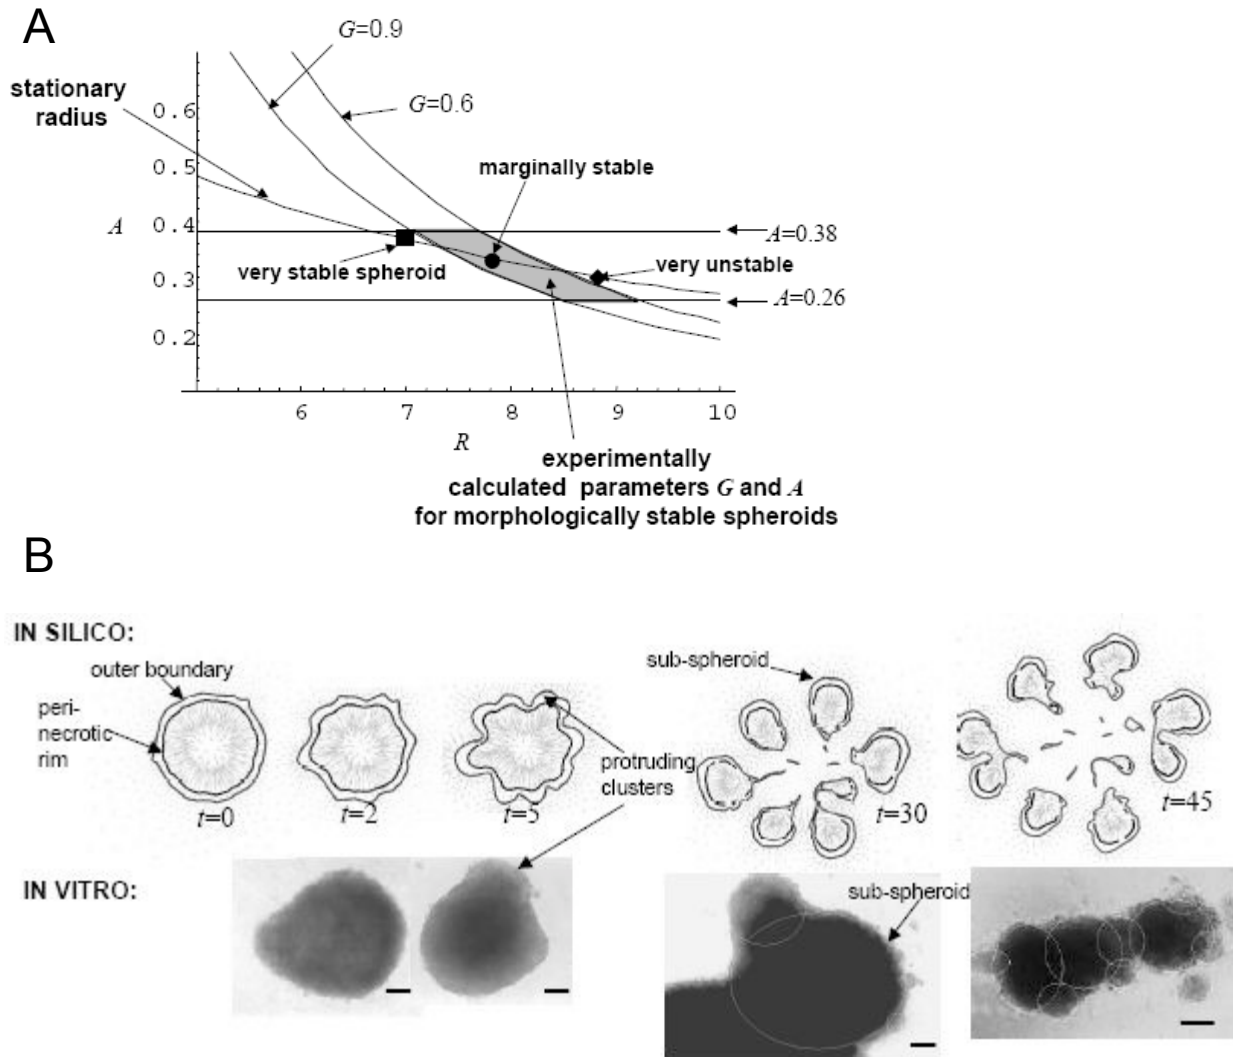 A
G=0.9
stationary
radius
G=0.6
0.6
0.5
marginally stable
0.4
A
A=0.38
very stable spheroid
very unstable
0.3
A=0.26
0.2
6 7 8 9 10
R
experimentally
calculated parameters G and A
for morphologically stable spheroids
B
IN SILICO:
outer boundary
peri-
necrotic
rim
t=0
t=2
t=5
protruding
clusters
sub-spheroid
t=30
t=45
IN VITRO:
sub-spheroid